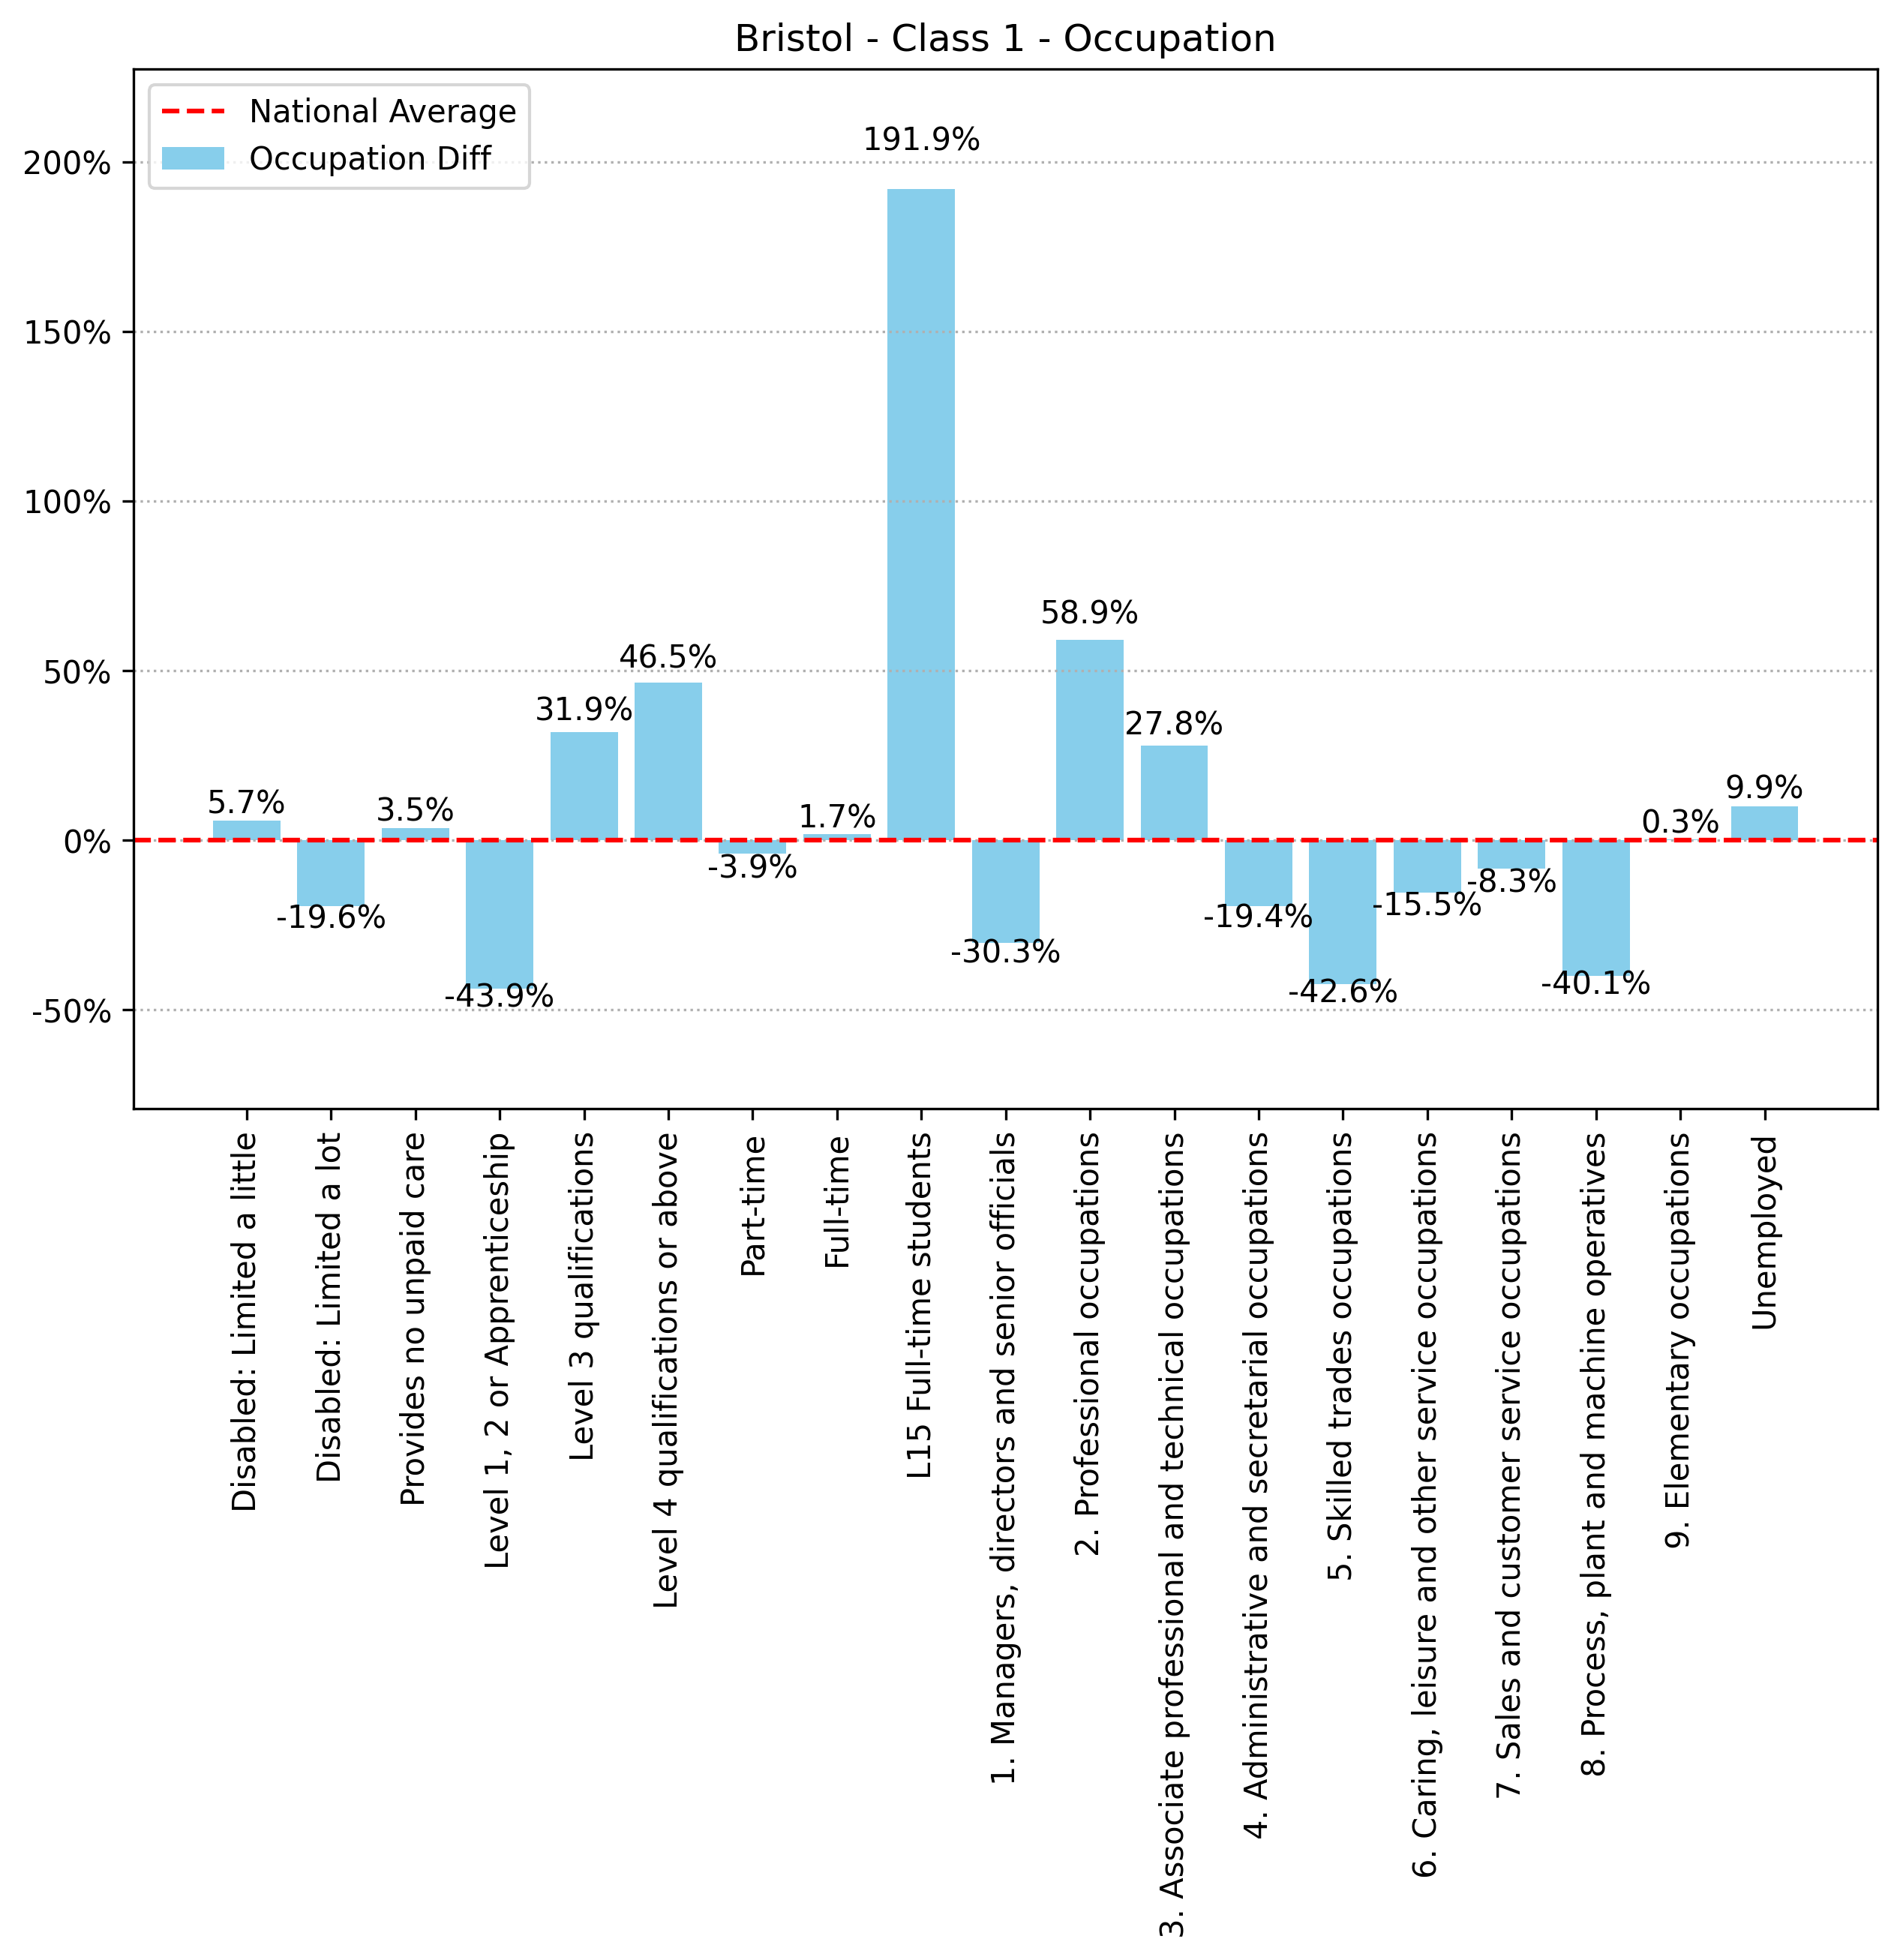 Bristol - Class 1 - Occupation
National Average
Occupation Diff
200%
150%
100%
50%
0%
-50%
5.7%
-19.6%
3.5%
-43.9%
31.9%
46.5%
-3.9%
1.7%
191.9%
-30.3%
58.9%
27.8%
-19.4%
-42.6%
-15.5%
-8.3%
-40.1%
0.3%
9.9%
Disabled: Limited a little
Disabled: Limited a lot
Provides no unpaid care
Level 1, 2 or Apprenticeship
Level 3 qualifications
Level 4 qualifications or above
Part-time
Full-time
L15 Full-time students
1. Managers, directors and senior officials
2. Professional occupations
3. Associate professional and technical occupations
4. Administrative and secretarial occupations
5. Skilled trades occupations
6. Caring, leisure and other service occupations
7. Sales and customer service occupations
8. Process, plant and machine operatives
9. Elementary occupations
Unemployed